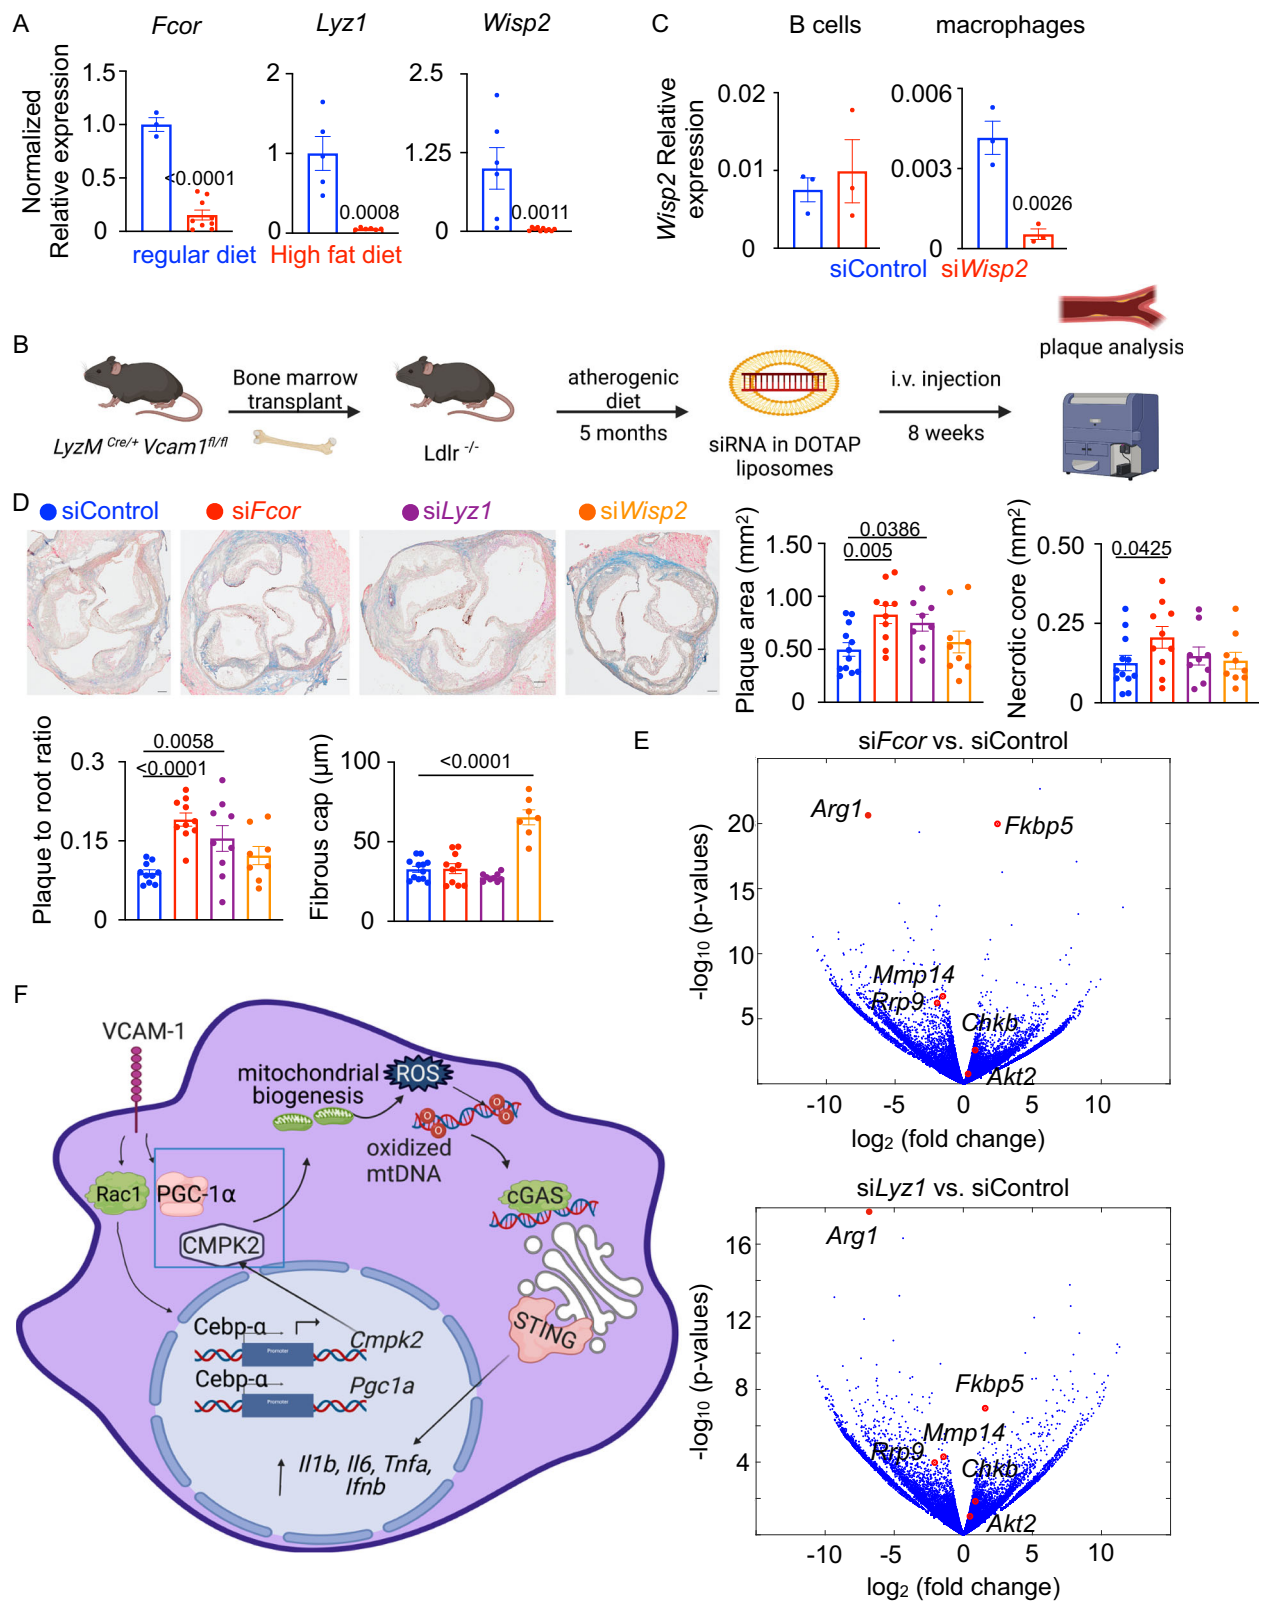 A
Fcor
Lyz1
Wisp2
Normalized
Relative expression
1.5
1.0
0.5
0
<0.0001
2
1
0
0.0008
2.5
1.25
0
0.0011
regular diet
High fat diet
C
B cells
macrophages
Wisp2 Relative
expression
0.02
0.01
0
0.006
0.003
0
0.0026
siControl
siWisp2
B
LyzM Cre/+ Vcam1fl/fl
Bone marrow
transplant
Ldlr -/-
atherogenic
diet
5 months
siRNA in DOTAP
liposomes
i.v. injection
8 weeks
plaque analysis
D
siControl
siFcor
siLyz1
siWisp2
Plaque area (mm²)
1.50
1.00
0.50
0
0.0386
0.005
Necrotic core (mm²)
0.50
0.25
0
0.0425
Plaque to root ratio
0.3
0.15
0
0.0058
<0.0001
Fibrous cap (µm)
100
50
0
<0.0001
E
siFcor vs. siControl
-log10 (p-values)
20
15
10
5
Arg1
Fkbp5
Mmp14
Rrp9
Chkb
Akt2
-10
-5
0
5
10
log2 (fold change)
siLyz1 vs. siControl
-log10 (p-values)
16
12
8
4
Arg1
Fkbp5
Mmp14
Rrp9
Chkb
Akt2
-10
-5
0
5
10
log2 (fold change)
F
VCAM-1
Rac1
PGC-1α
CMPK2
mitochondrial
biogenesis
ROS
O
O
O
O
oxidized
mtDNA
cGAS
STING
Cebp-α
Promoter
Cmpk2
Cebp-α
Promoter
Pgc1a
Il1b, Il6, Tnfa,
Ifnb